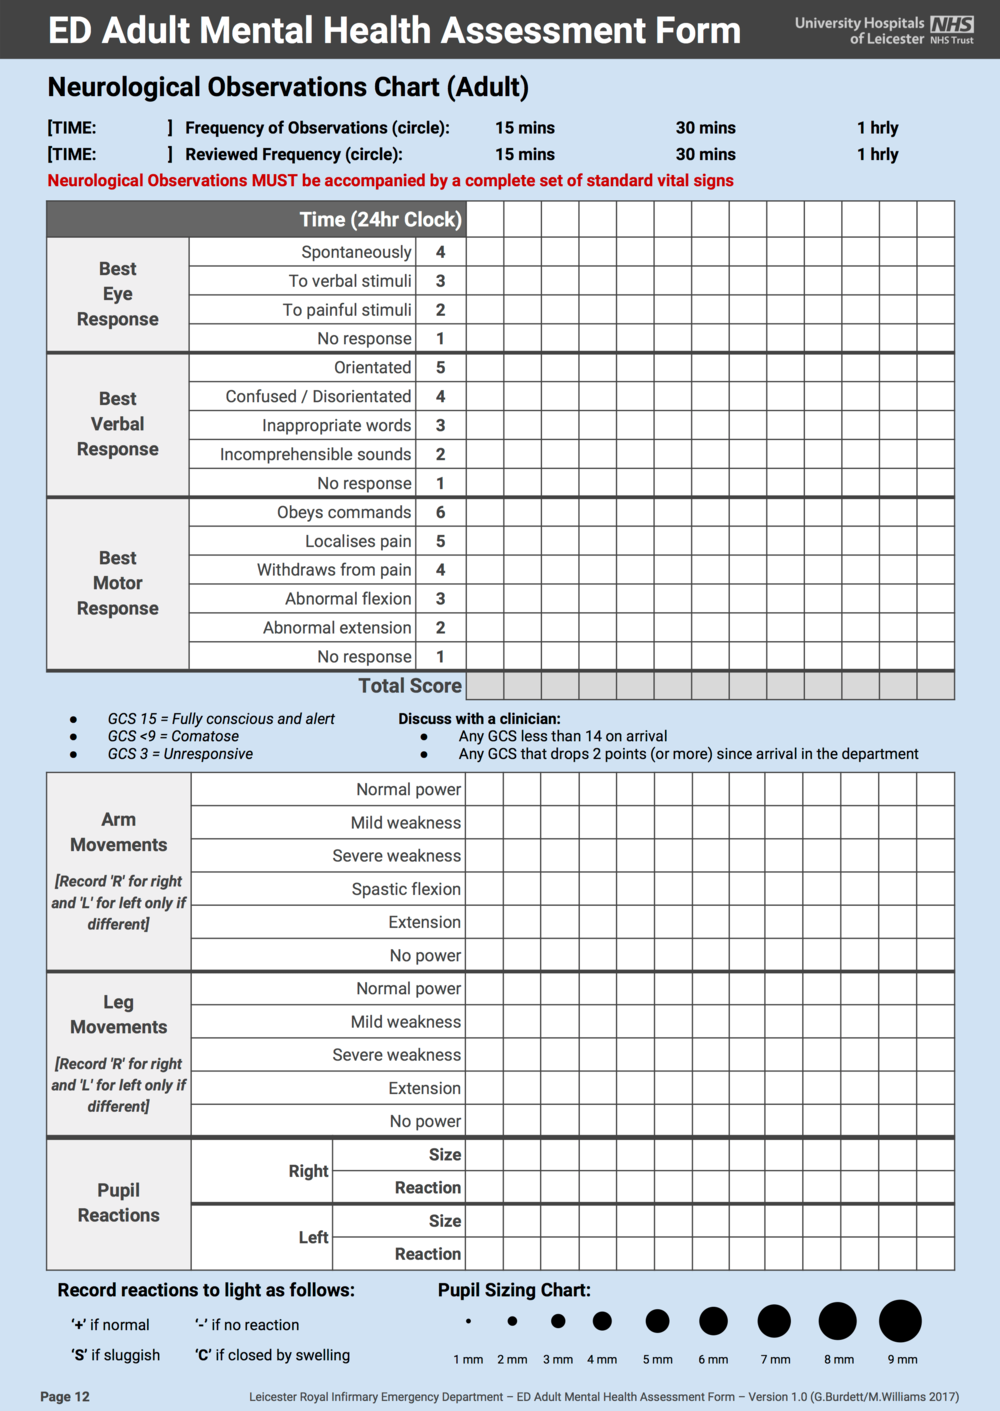 ED Adult Mental Health Assessment Form
University Hospitals NHS
of Leicester NHS Trust
Neurological Observations Chart (Adult)
[TIME: ] Frequency of Observations (circle): 15 mins 30 mins 1 hrly
[TIME: ] Reviewed Frequency (circle): 15 mins 30 mins 1 hrly
Neurological Observations MUST be accompanied by a complete set of standard vital signs
Time (24hr Clock)
Best
Eye
Response
Spontaneously 4
To verbal stimuli 3
To painful stimuli 2
No response 1
Best
Verbal
Response
Orientated 5
Confused / Disorientated 4
Inappropriate words 3
Incomprehensible sounds 2
No response 1
Best
Motor
Response
Obeys commands 6
Localises pain 5
Withdraws from pain 4
Abnormal flexion 3
Abnormal extension 2
No response 1
Total Score
● GCS 15 = Fully conscious and alert
● GCS <9 = Comatose
● GCS 3 = Unresponsive
Discuss with a clinician:
● Any GCS less than 14 on arrival
● Any GCS that drops 2 points (or more) since arrival in the department
Arm
Movements
[Record 'R' for right
and 'L' for left only if
different]
Normal power
Mild weakness
Severe weakness
Spastic flexion
Extension
No power
Leg
Movements
[Record 'R' for right
and 'L' for left only if
different]
Normal power
Mild weakness
Severe weakness
Extension
No power
Pupil
Reactions
Right
Size
Reaction
Left
Size
Reaction
Record reactions to light as follows:
‘+’ if normal ‘-’ if no reaction
‘S’ if sluggish ‘C’ if closed by swelling
Pupil Sizing Chart:
1 mm 2 mm 3 mm 4 mm 5 mm 6 mm 7 mm 8 mm 9 mm
Page 12 Leicester Royal Infirmary Emergency Department – ED Adult Mental Health Assessment Form – Version 1.0 (G.Burdett/M.Williams 2017)